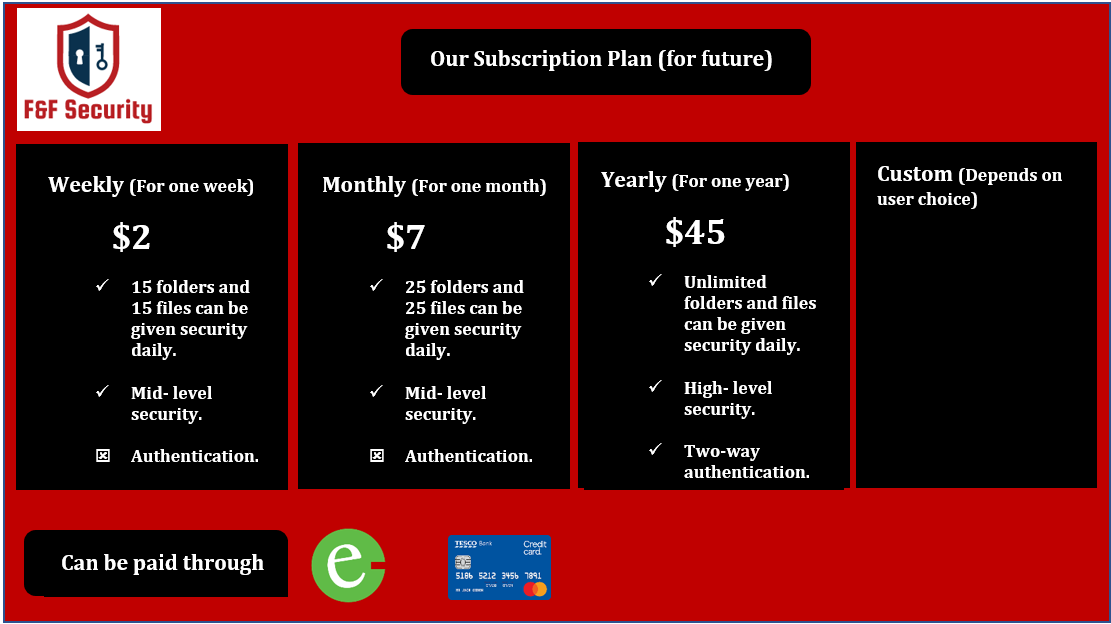 F&F Security
Our Subscription Plan (for future)
Weekly (For one week)
$2
15 folders and
15 files can be
given security
daily.
Mid- level
security.
Authentication.
Monthly (For one month)
$7
25 folders and
25 files can be
given security
daily.
Mid- level
security.
Authentication.
Yearly (For one year)
$45
Unlimited
folders and files
can be given
security daily.
High- level
security.
Two-way
authentication.
Custom (Depends on
user choice)
Can be paid through
e
TESCO Bank
Credit
card.
5186 5212 3456 7891